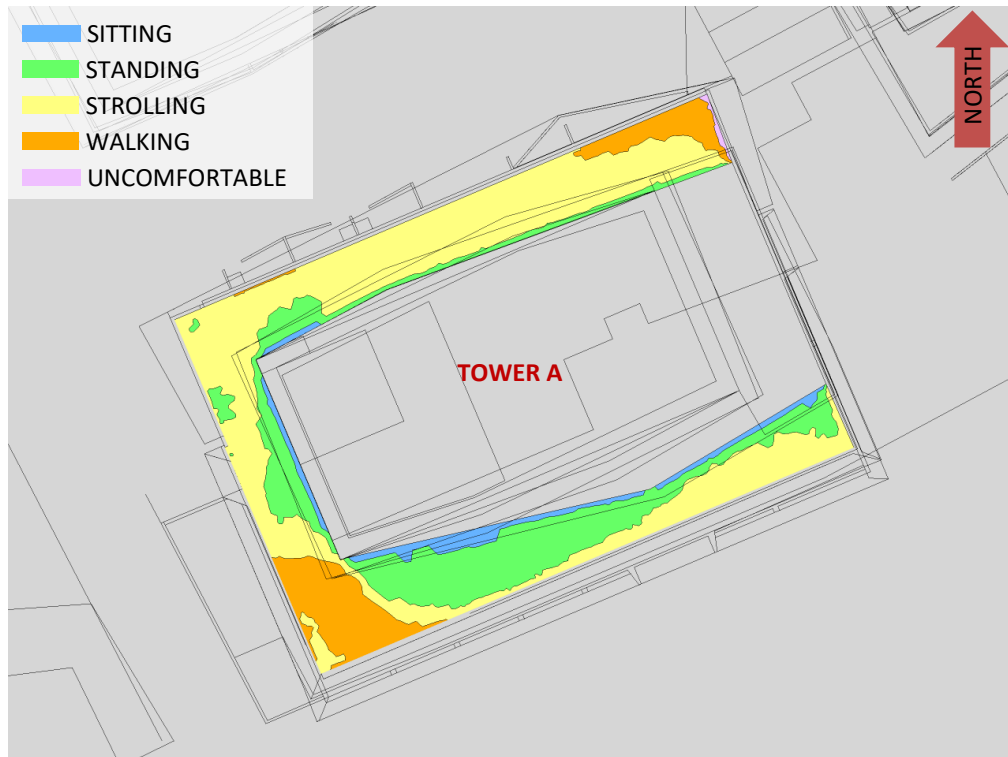 SITTING
STANDING
STROLLING
WALKING
UNCOMFORTABLE
NORTH
TOWER A